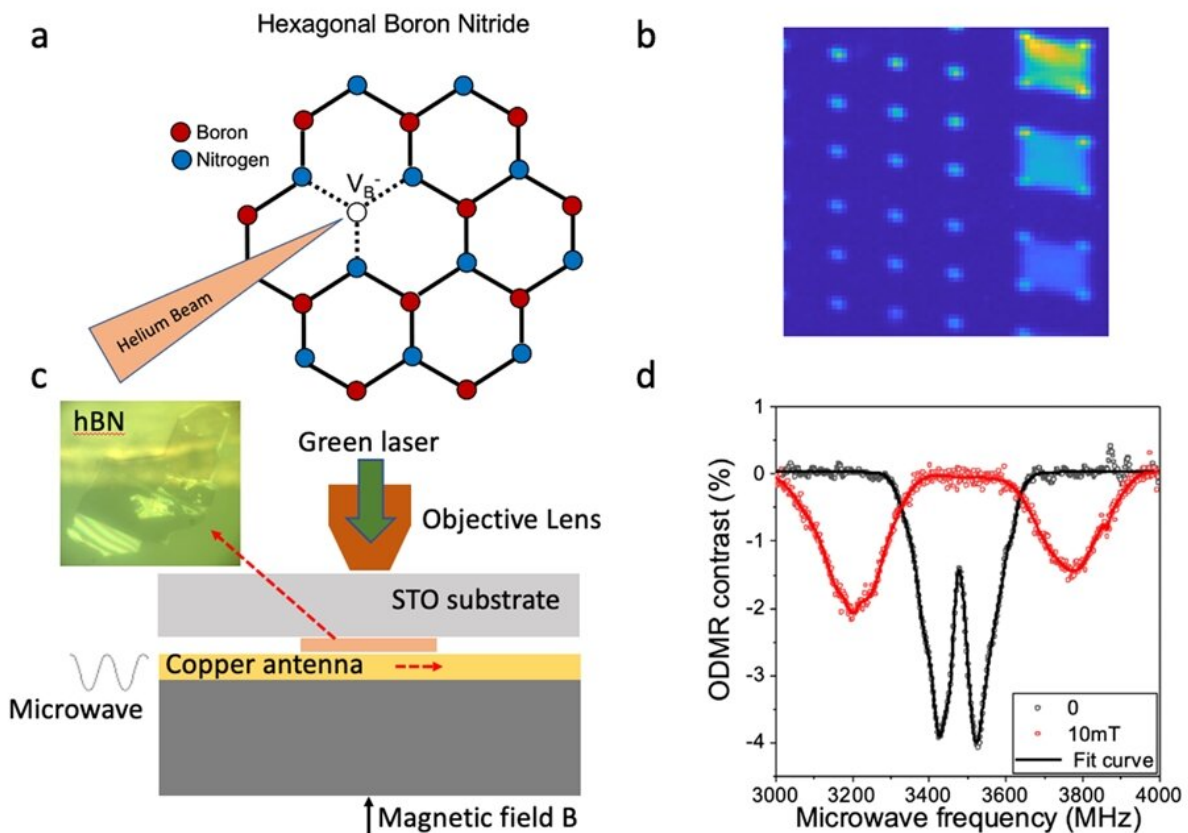 a
Hexagonal Boron Nitride
Boron
Nitrogen
V_B^-
Helium Beam
b
c
hBN
Green laser
Objective Lens
STO substrate
Copper antenna
Microwave
Magnetic field B
d
ODMR contrast (%)
1
0
-1
-2
-3
-4
0
10mT
Fit curve
3000 3200 3400 3600 3800 4000
Microwave frequency (MHz)